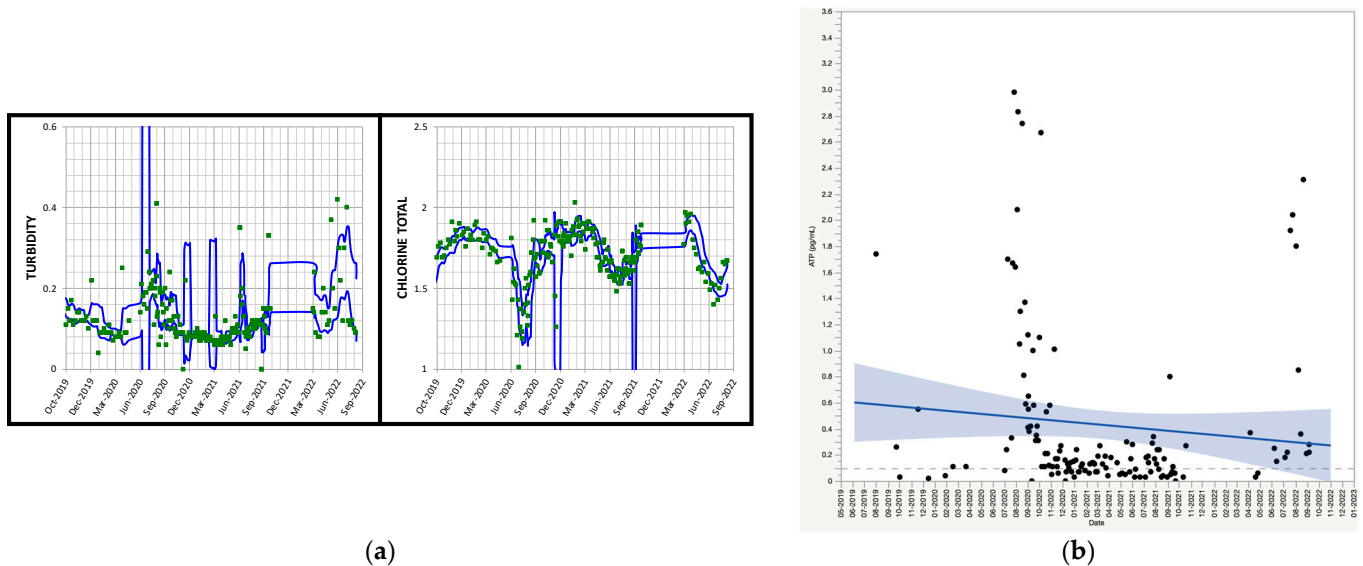 TURBIDITY
0.6
0.4
0.2
0
Oct-2019
Dec-2019
Mar-2020
Jun-2020
Sep-2020
Dec-2020
Mar-2021
Jun-2021
Sep-2021
Dec-2021
Mar-2022
Jun-2022
Sep-2022
CHLORINE TOTAL
2.5
2
1.5
1
Oct-2019
Dec-2019
Mar-2020
Jun-2020
Sep-2020
Dec-2020
Mar-2021
Jun-2021
Sep-2021
Dec-2021
Mar-2022
Jun-2022
Sep-2022
(a)
ATP (pg/mL)
3.6
3.4
3.2
3.0
2.8
2.6
2.4
2.2
2.0
1.8
1.6
1.4
1.2
1.0
0.8
0.6
0.4
0.2
0.1
0
05-2019
06-2019
07-2019
08-2019
09-2019
10-2019
11-2019
12-2019
01-2020
02-2020
03-2020
04-2020
05-2020
06-2020
07-2020
08-2020
09-2020
10-2020
11-2020
12-2020
01-2021
02-2021
03-2021
04-2021
05-2021
06-2021
07-2021
08-2021
09-2021
10-2021
11-2021
12-2021
01-2022
02-2022
03-2022
04-2022
05-2022
06-2022
07-2022
08-2022
09-2022
10-2022
11-2022
12-2022
01-2023
Date
(b)